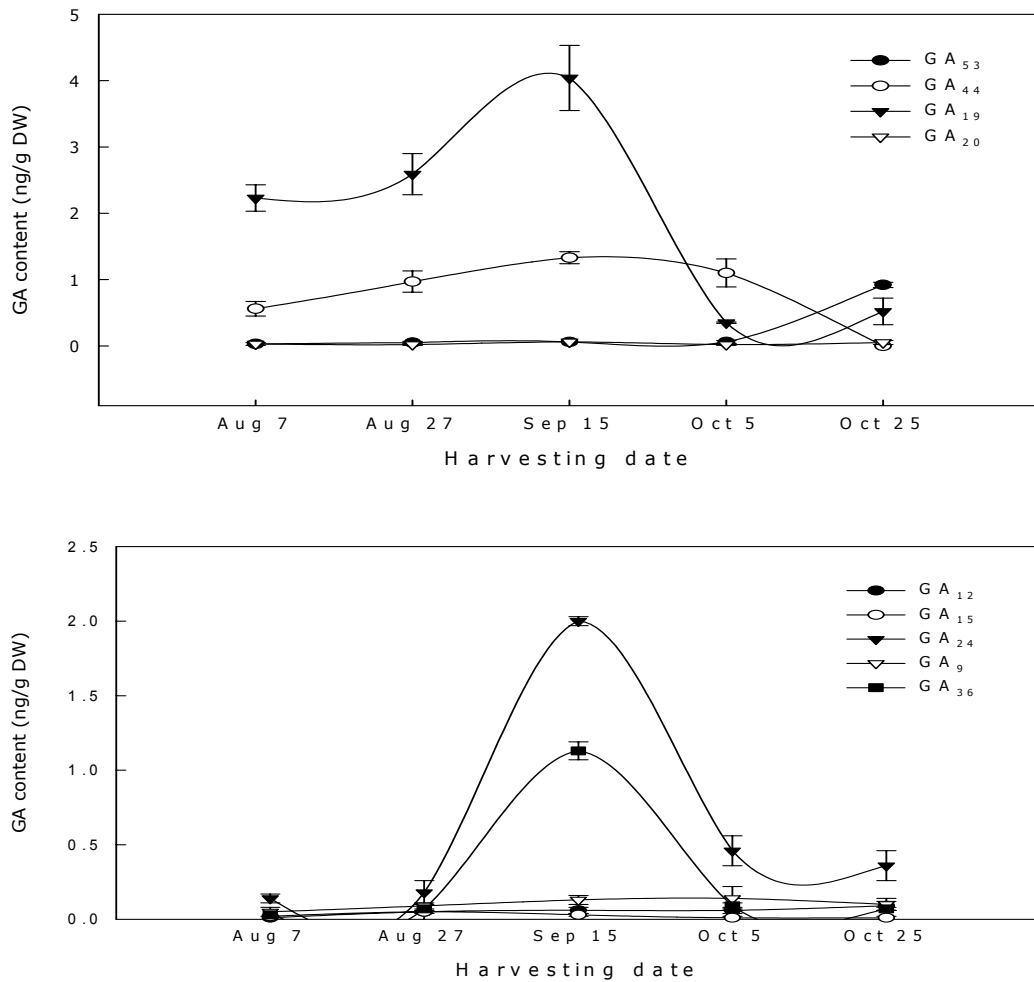 5
4
3
2
1
0
GA content (ng/g DW)
GA53
GA44
GA19
GA20
Aug 7 Aug 27 Sep 15 Oct 5 Oct 25
Harvesting date
2.5
2.0
1.5
1.0
0.5
0.0
GA content (ng/g DW)
GA12
GA15
GA24
GA9
GA36
Aug 7 Aug 27 Sep 15 Oct 5 Oct 25
Harvesting date